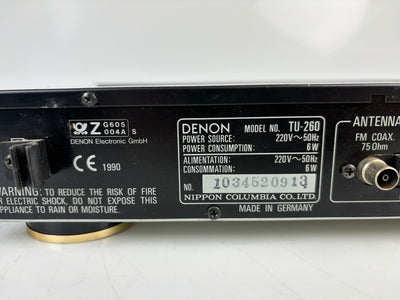 Z G605
004A S
DENON Electronic GmbH
CE 1990
WARNING: TO REDUCE THE RISK OF FIRE
OR ELECTRIC SHOCK, DO NOT EXPOSE THIS
APPLIANCE TO RAIN OR MOISTURE.
DENON MODEL NO. TU-260
POWER SOURCE: 220V~50Hz
POWER CONSUMPTION: 6W
ALIMENTATION: 220V~50Hz
CONSOMMATION: 6W
NO. 1034520913
NIPPON COLUMBIA CO. LTD.
MADE IN GERMANY
ANTENNA
FM COAX.
75 Ohm